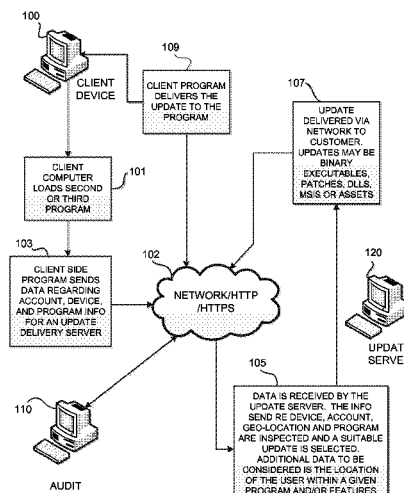 100
CLIENT
DEVICE
109
CLIENT PROGRAM
DELIVERS THE
UPDATE TO THE
PROGRAM
107
UPDATE
DELIVERED VIA
NETWORK TO
CUSTOMER.
UPDATES MAY BE
BINARY
EXECUTABLES,
PATCHES, DLLS,
MSIS OR ASSETS
CLIENT
COMPUTER
LOADS SECOND
OR THIRD
PROGRAM
101
103
CLIENT SIDE
PROGRAM SENDS
DATA REGARDING
ACCOUNT, DEVICE,
AND PROGRAM INFO
FOR AN UPDATE
DELIVERY SERVER
102
NETWORK/HTTP
/HTTPS
120
UPDAT
SERVE
110
AUDIT
105
DATA IS RECEIVED BY THE
UPDATE SERVER. THE INFO
SEND RE DEVICE, ACCOUNT,
GEO-LOCATION AND PROGRAM
ARE INSPECTED AND A SUITABLE
UPDATE IS SELECTED.
ADDITIONAL DATA TO BE
CONSIDERED IS THE LOCATION
OF THE USER WITHIN A GIVEN
PROGRAM AND/OR FEATURES